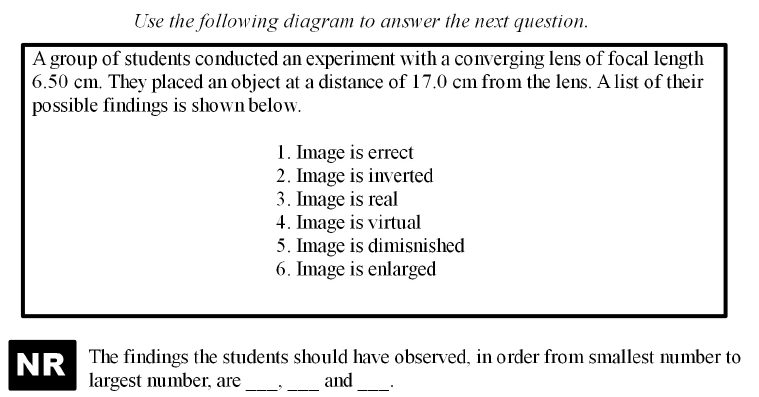 Use the following diagram to answer the next question.
A group of students conducted an experiment with a converging lens of focal length
6.50 cm. They placed an object at a distance of 17.0 cm from the lens. A list of their
possible findings is shown below.
1. Image is errect
2. Image is inverted
3. Image is real
4. Image is virtual
5. Image is dimisnished
6. Image is enlarged
NR
The findings the students should have observed, in order from smallest number to
largest number, are ___, ___ and ___.